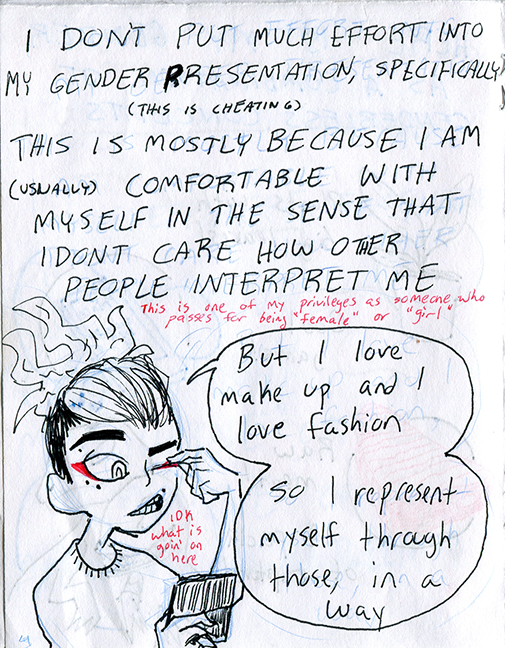 I DON'T PUT MUCH EFFORT INTO
MY GENDER PRESENTATION, SPECIFICALLY
(THIS IS CHEATING)
THIS IS MOSTLY BECAUSE I AM
(USUALLY) COMFORTABLE WITH
MYSELF IN THE SENSE THAT
I DONT CARE HOW OTHER
PEOPLE INTERPRET ME
This is one of my privileges as someone who
passes for being "female" or "girl"
But I love
make up and I
love fashion
SO I represent
myself through
those, in a
way
IDK
what is
goin' on
here